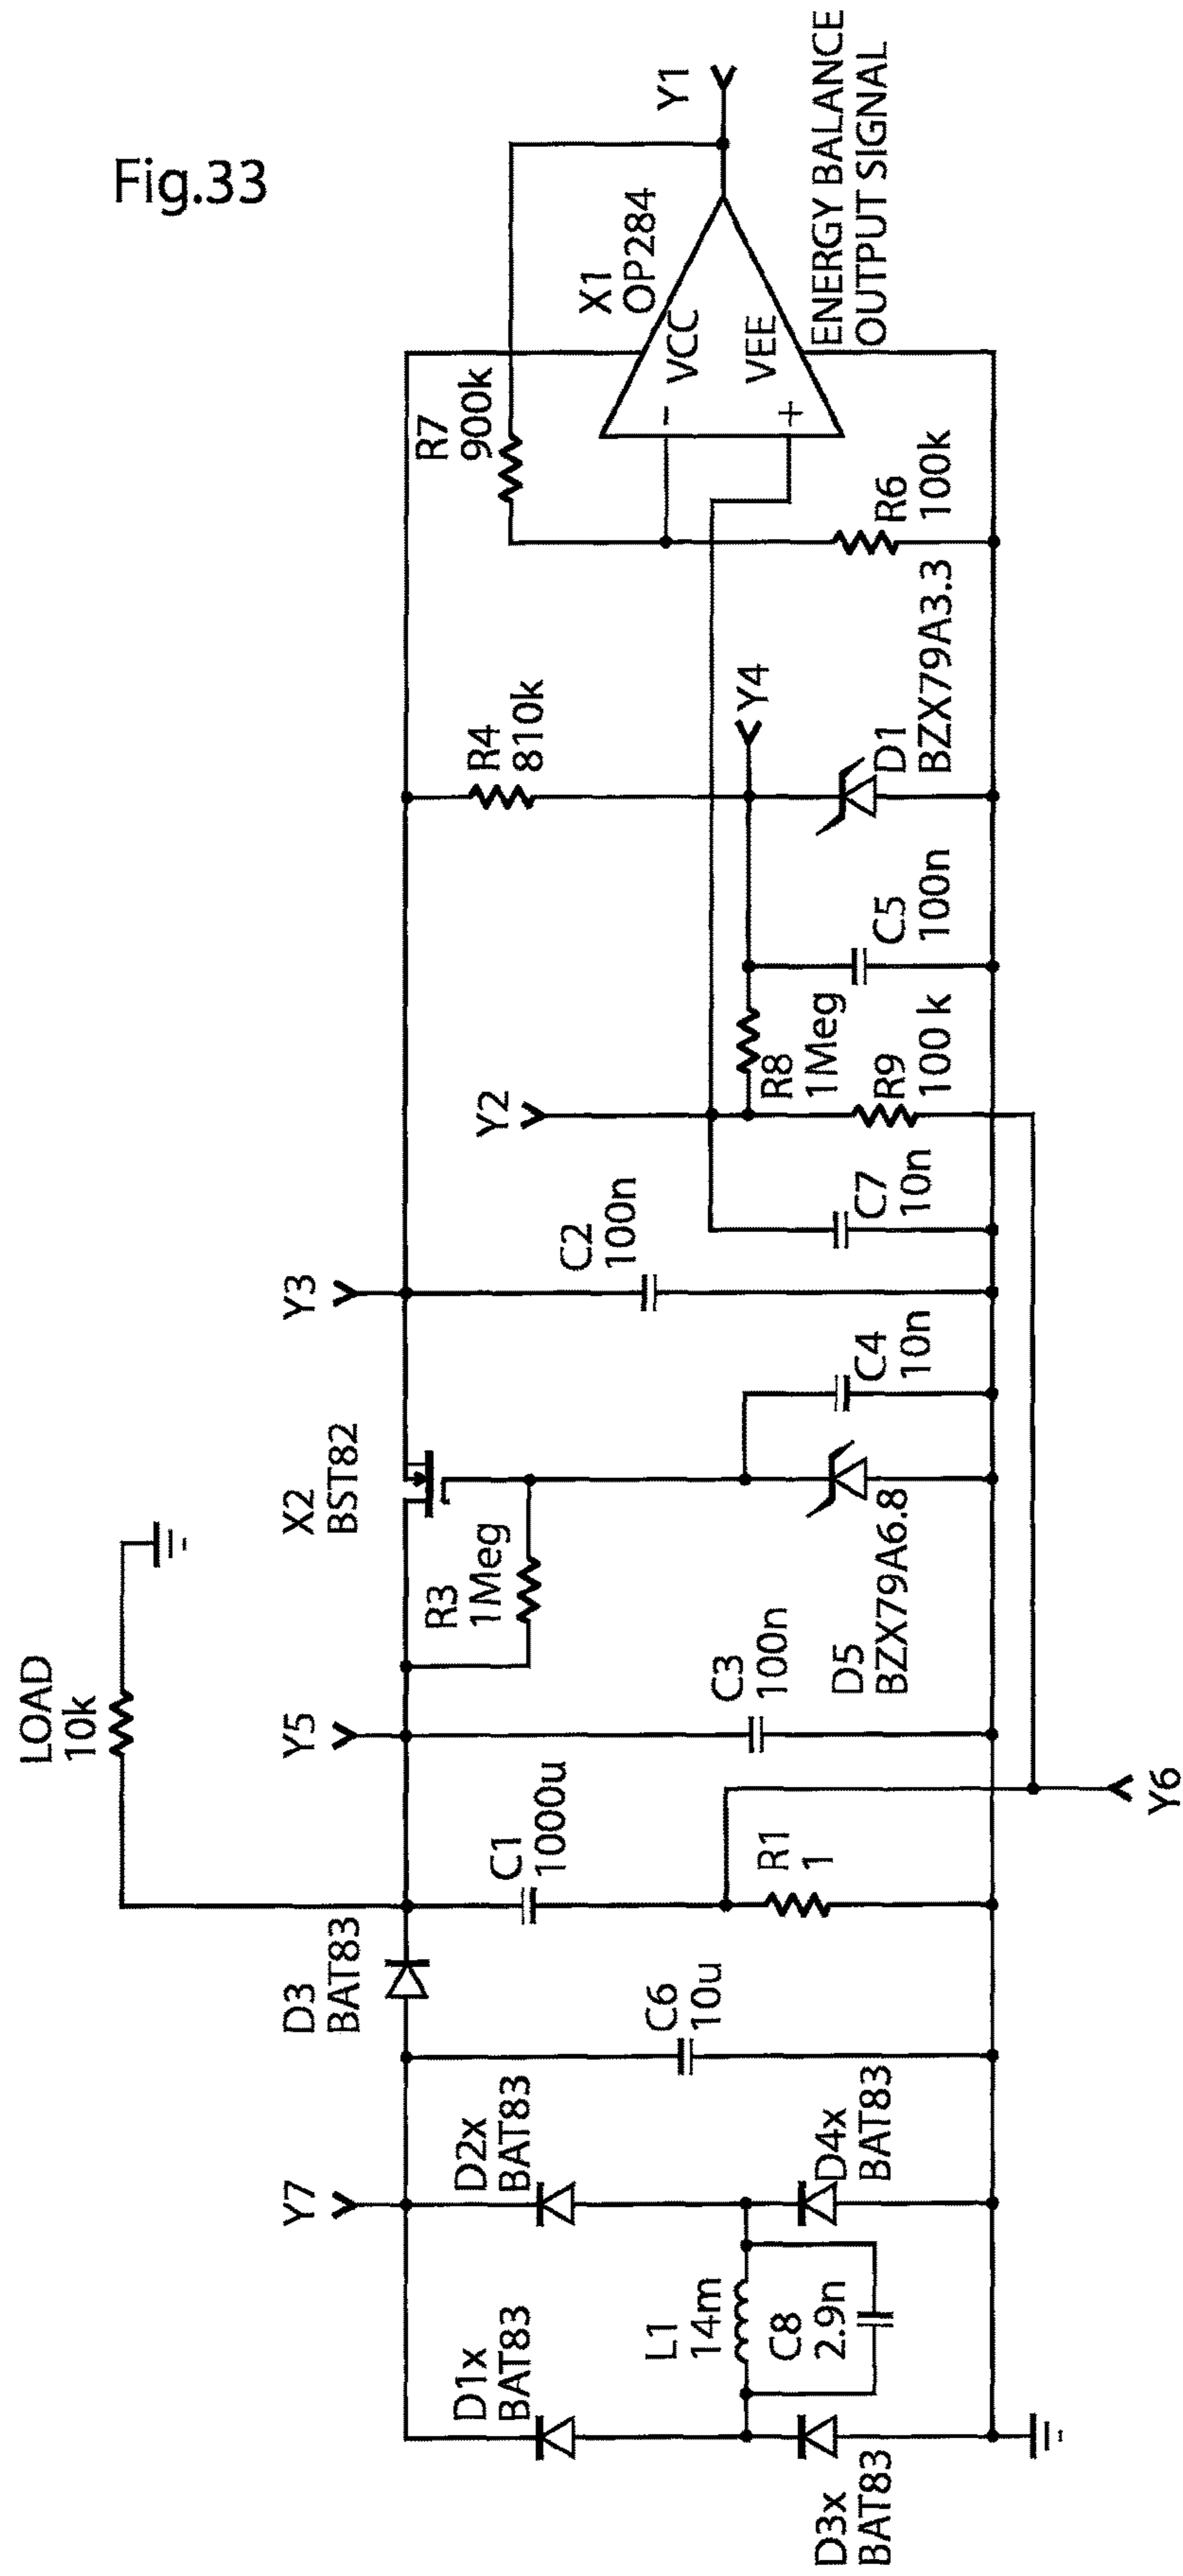 Fig.33
Y1
ENERGY BALANCE
OUTPUT SIGNAL
X1
OP284
VCC
VEE
-
+
R7
900k
R6
100k
R4
810k
Y4
D1
BZX79A3.3
C5
100n
R8
1Meg
R9
100 k
Y2
C7
10n
C2
100n
Y3
C4
10n
X2
BST82
R3
1Meg
D5
BZX79A6.8
C3
100n
LOAD
10k
Y5
Y6
C1
1000u
R1
1
D3
BAT83
C6
10u
D2x
BAT83
D4x
BAT83
Y7
L1
14m
C8
2.9n
D1x
BAT83
D3x
BAT83